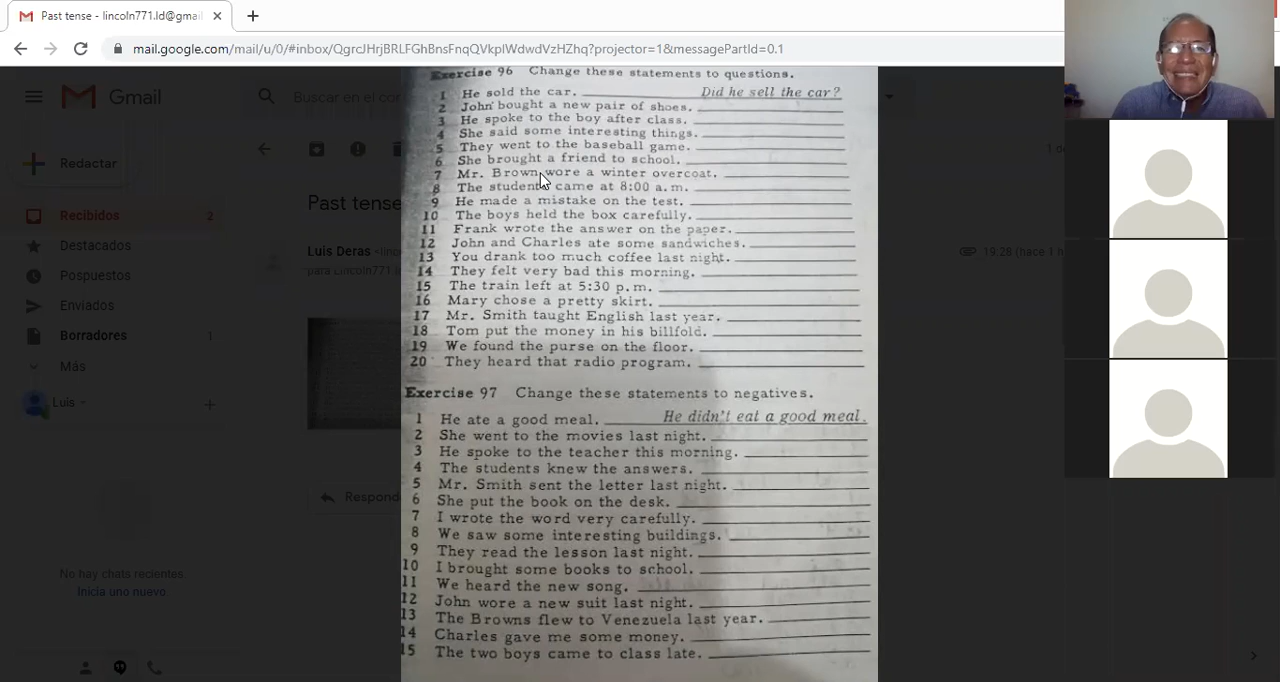 Past tense - lincoln771.ld@gmai
mail.google.com/mail/u/0/#inbox/QgrcJHrjBRLFGhBnsFnqQVkplWdwdVzHZhq?projector=1&messagePartId=0.1
Gmail
Buscar en el cor
Redactar
Recibidos 2
Destacados
Pospuestos
Enviados
Borradores 1
Más
Luis
No hay chats recientes
Inicia uno nuevo
Past tense
Luis Deras
para Lincoln771
Respond
19:28 (hace 1 h
Exercise 96 Change these statements to questions.
1 He sold the car. Did he sell the car?
2 John bought a new pair of shoes.
3 He spoke to the boy after class.
4 She said some interesting things.
5 They went to the baseball game.
6 She brought a friend to school.
7 Mr. Brown wore a winter overcoat.
8 The students came at 8:00 a.m.
9 He made a mistake on the test.
10 The boys held the box carefully.
11 Frank wrote the answer on the paper.
12 John and Charles ate some sandwiches.
13 You drank too much coffee last night.
14 They felt very bad this morning.
15 The train left at 5:30 p.m.
16 Mary chose a pretty skirt.
17 Mr. Smith taught English last year.
18 Tom put the money in his billfold.
19 We found the purse on the floor.
20 They heard that radio program.
Exercise 97 Change these statements to negatives.
1 He ate a good meal. He didn't eat a good meal.
2 She went to the movies last night.
3 He spoke to the teacher this morning.
4 The students knew the answers.
5 Mr. Smith sent the letter last night.
6 She put the book on the desk.
7 I wrote the word very carefully.
8 We saw some interesting buildings.
9 They read the lesson last night.
10 I brought some books to school.
11 We heard the new song.
12 John wore a new suit last night.
13 The Browns flew to Venezuela last year.
14 Charles gave me some money.
15 The two boys came to class late.